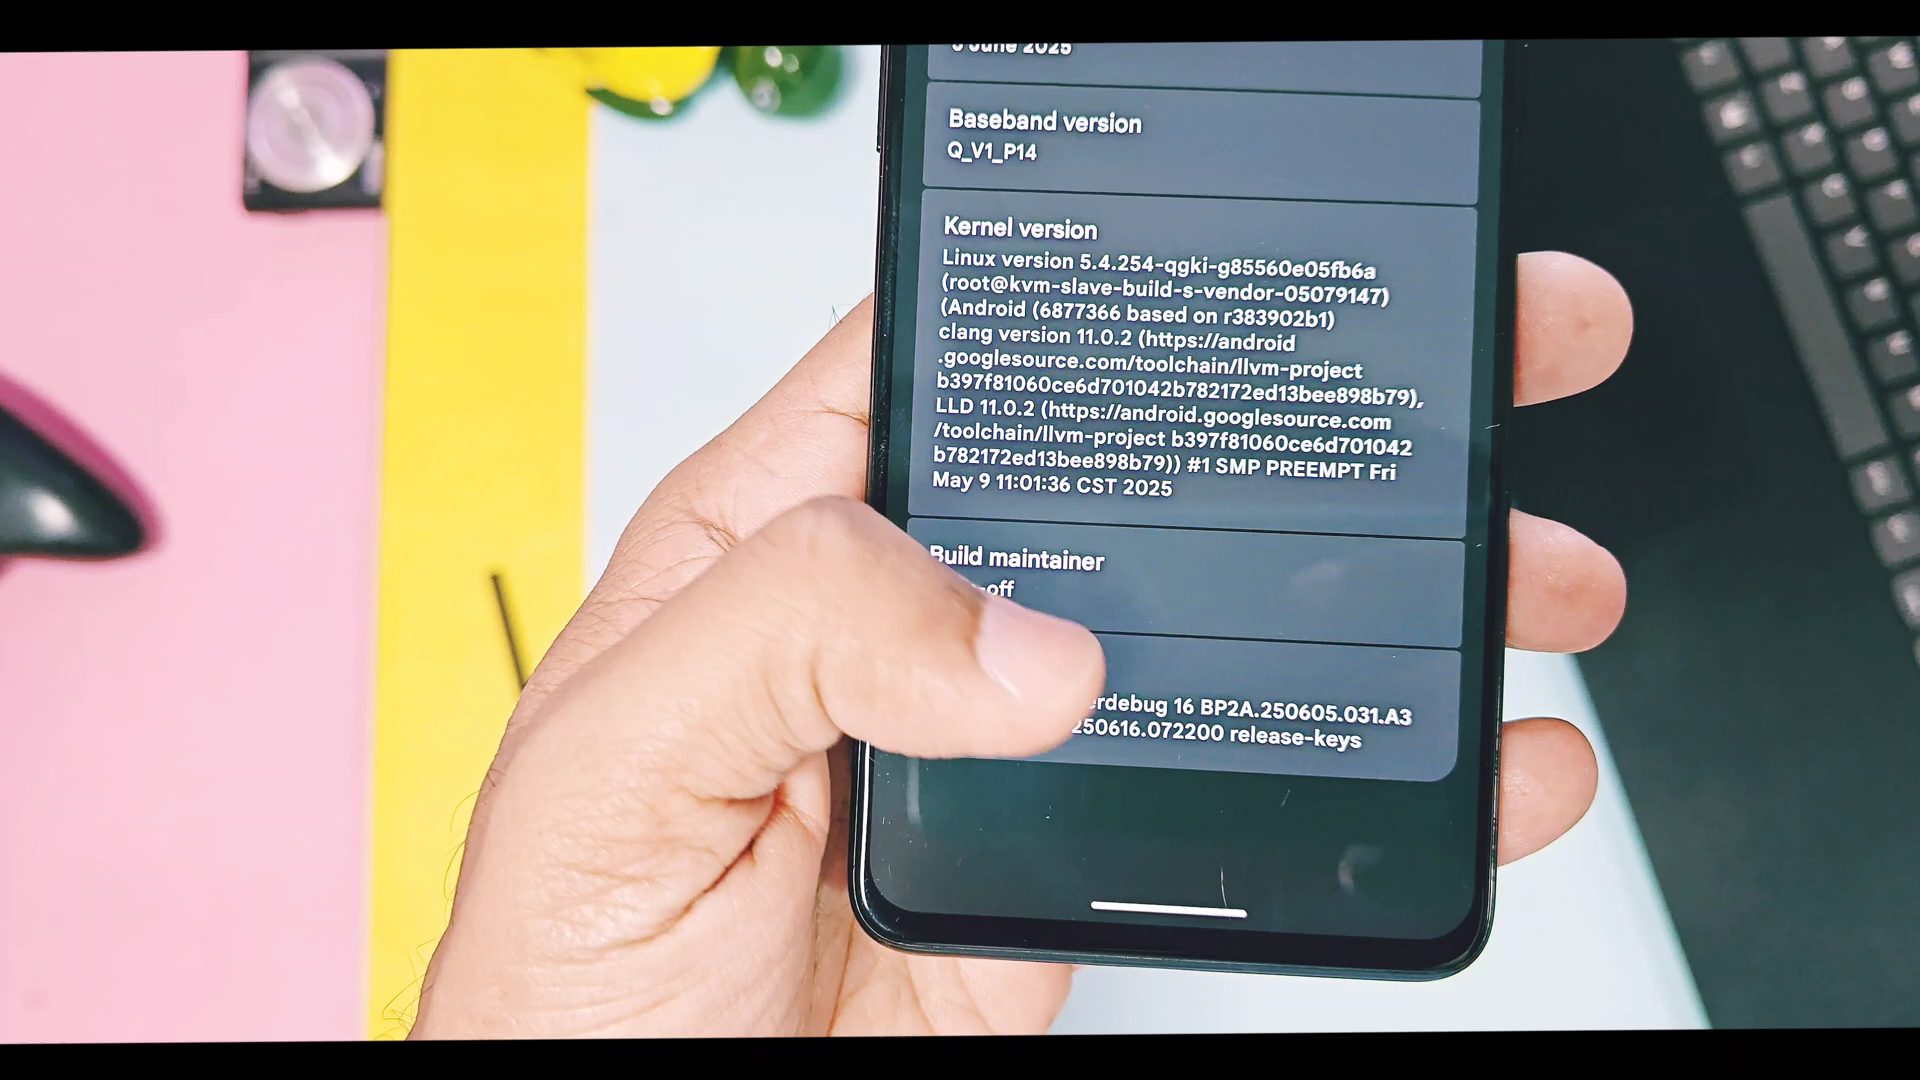 June 2025
Baseband version
Q_V1_P14
Kernel version
Linux version 5.4.254-qgki-g85560e05fb6a
(root@kvm-slave-build-s-vendor-05079147)
(Android (6877366 based on r383902b1)
clang version 11.0.2 (https://android
.googlesource.com/toolchain/llvm-project
b397f81060ce6d701042b782172ed13bee898b79),
LLD 11.0.2 (https://android.googlesource.com
/toolchain/llvm-project b397f81060ce6d701042
b782172ed13bee898b79)) #1 SMP PREEMPT Fri
May 9 11:01:36 CST 2025
Build maintainer
-off
erdebug 16 BP2A.250605.031.A3
250616.072200 release-keys